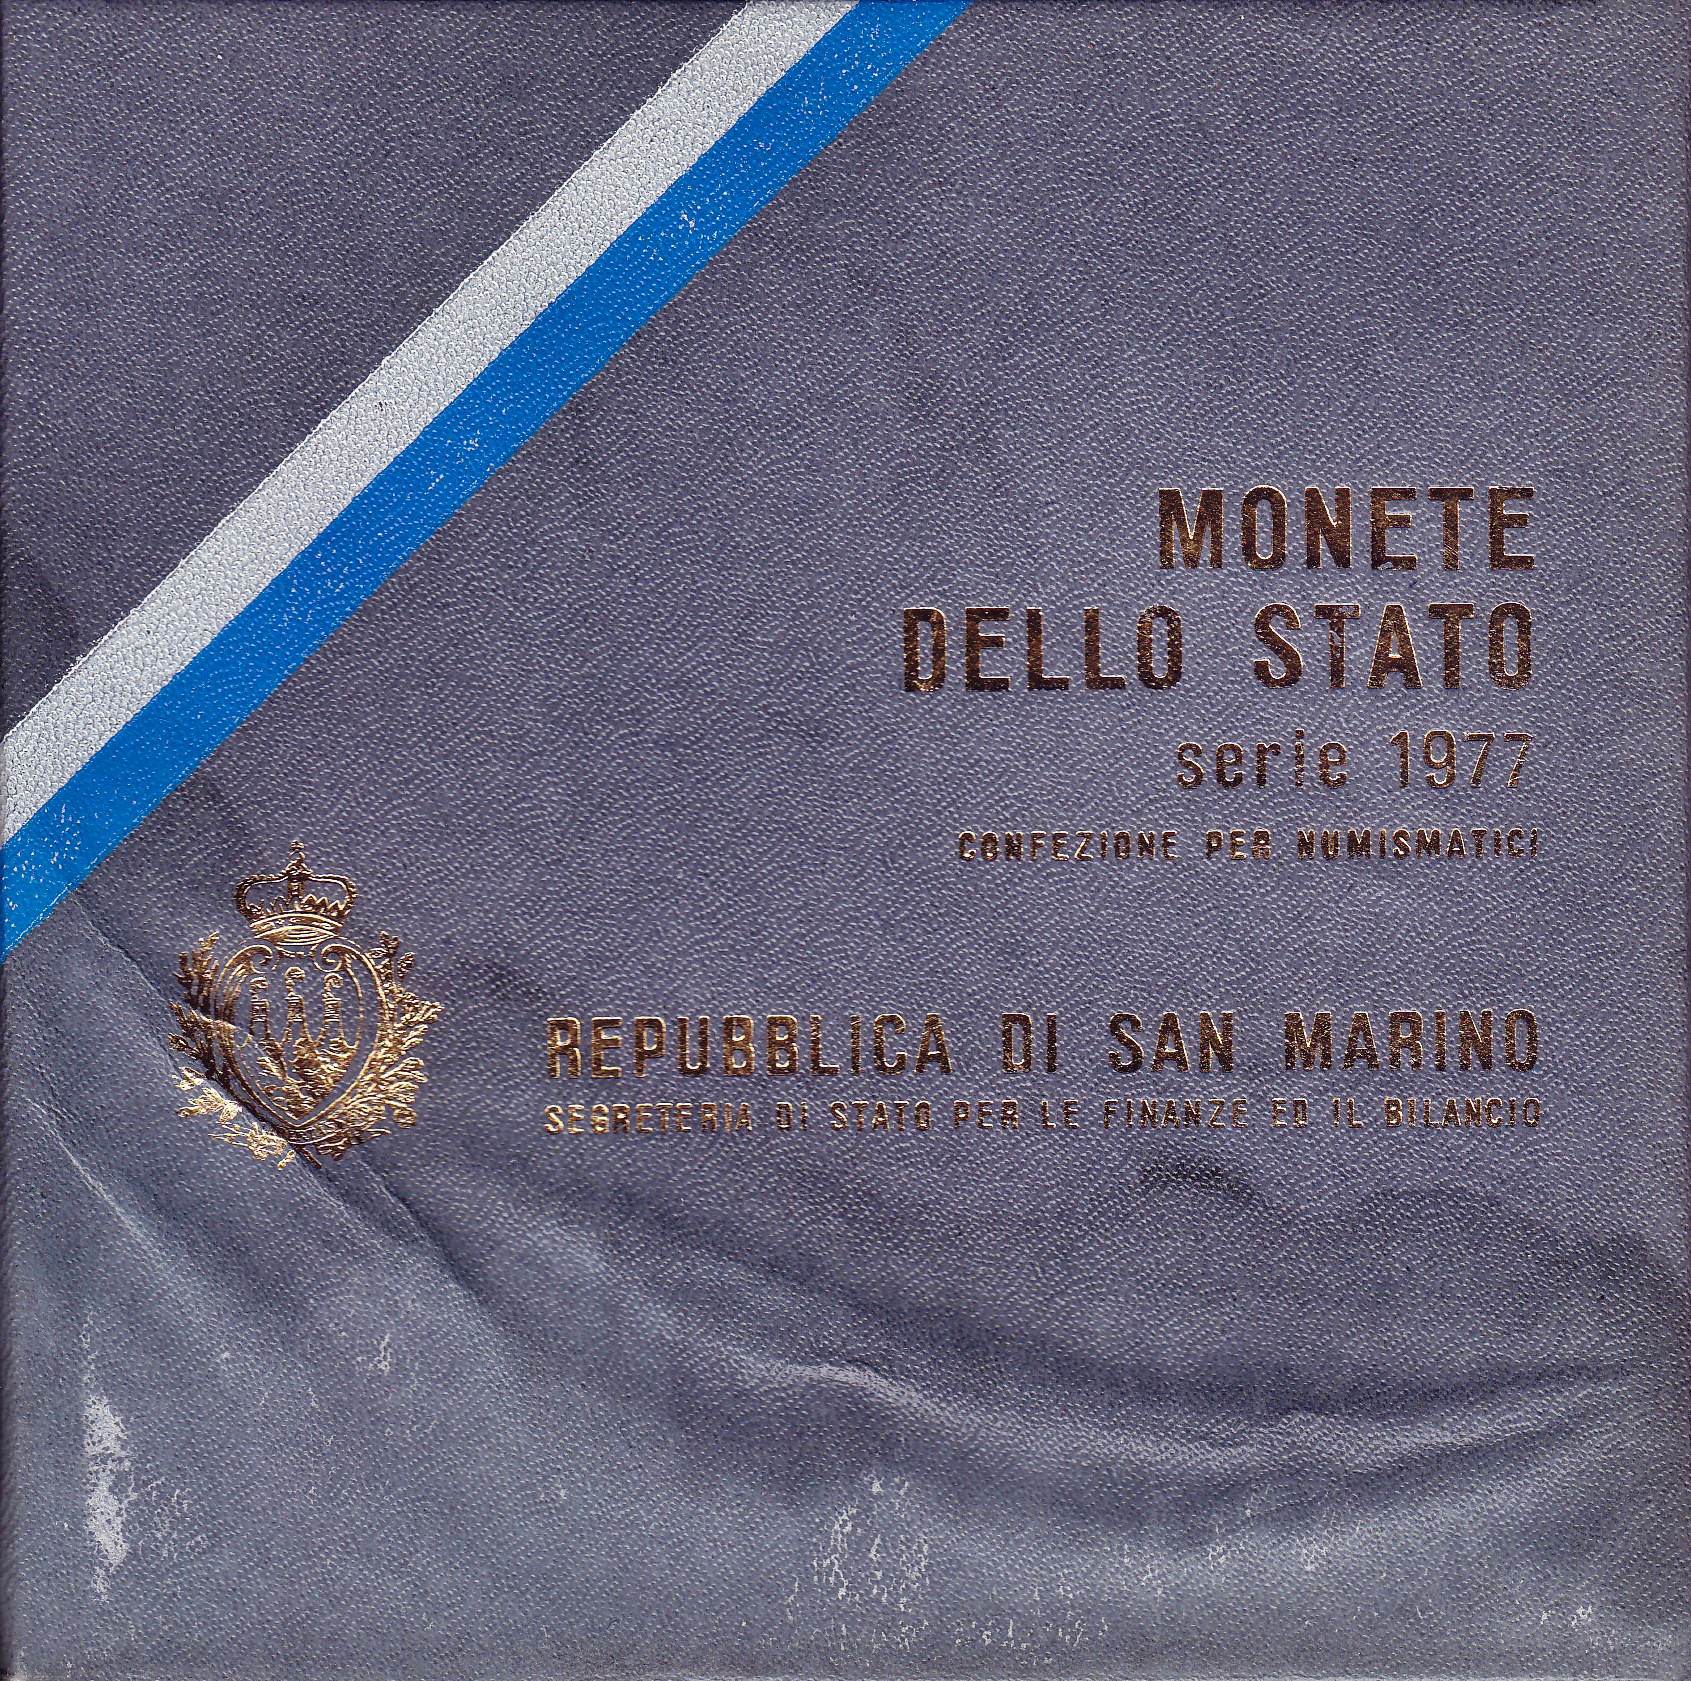 MONETE
DELLO STATO
serie 1977
CONFEZIONE PER NUMISMATICI
REPUBBLICA DI SAN MARINO
SEGRETERIA DI STATO PER LE FINANZE ED IL BILANCIO